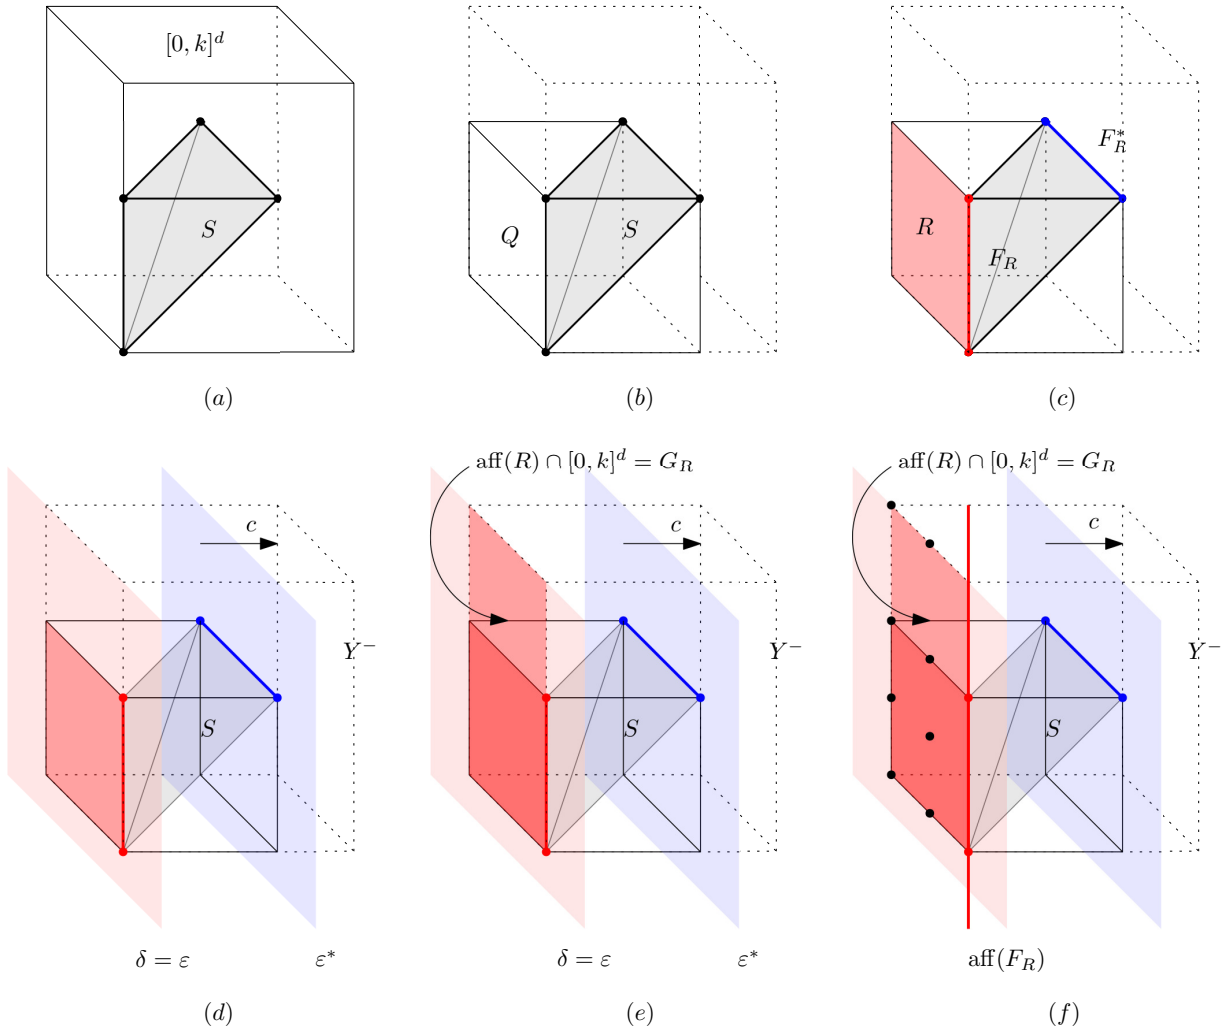 [0, k]^d
S
(a)
Q
S
(b)
F_R^*
R
F_R
(c)
c
Y^-
S
δ = ε
ε^*
(d)
aff(R) ∩ [0, k]^d = G_R
c
Y^-
S
δ = ε
ε^*
(e)
aff(R) ∩ [0, k]^d = G_R
c
Y^-
S
aff(F_R)
(f)